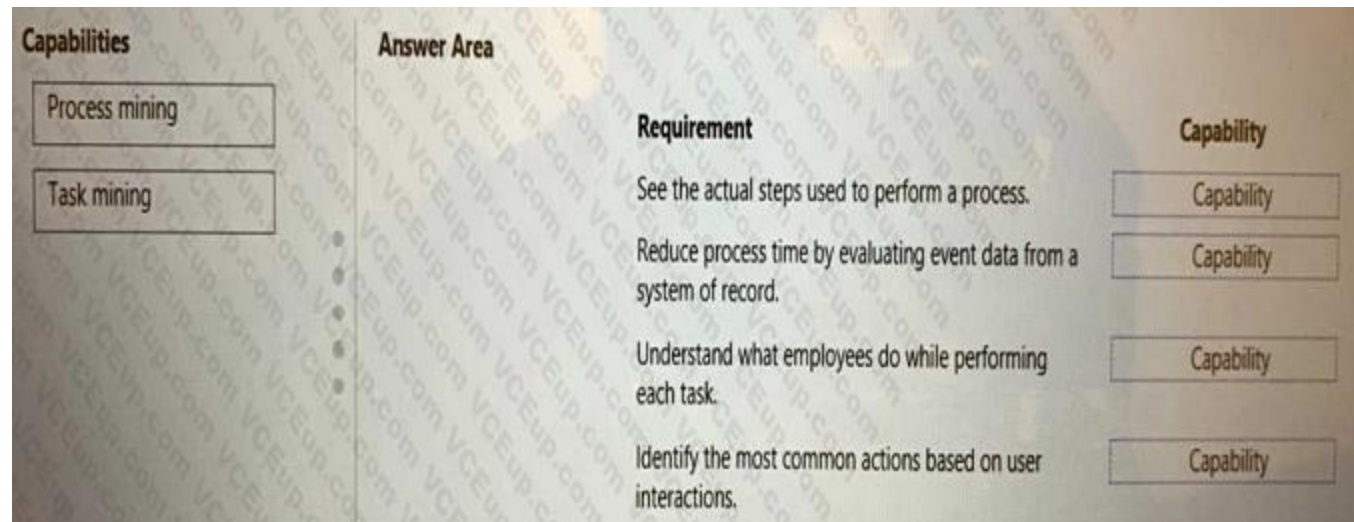 Capabilities
Answer Area
Process mining
Task mining
Requirement
Capability
See the actual steps used to perform a process.
Capability
Reduce process time by evaluating event data from a
system of record.
Capability
Understand what employees do while performing
each task.
Capability
Identify the most common actions based on user
interactions.
Capability
VCEup.com